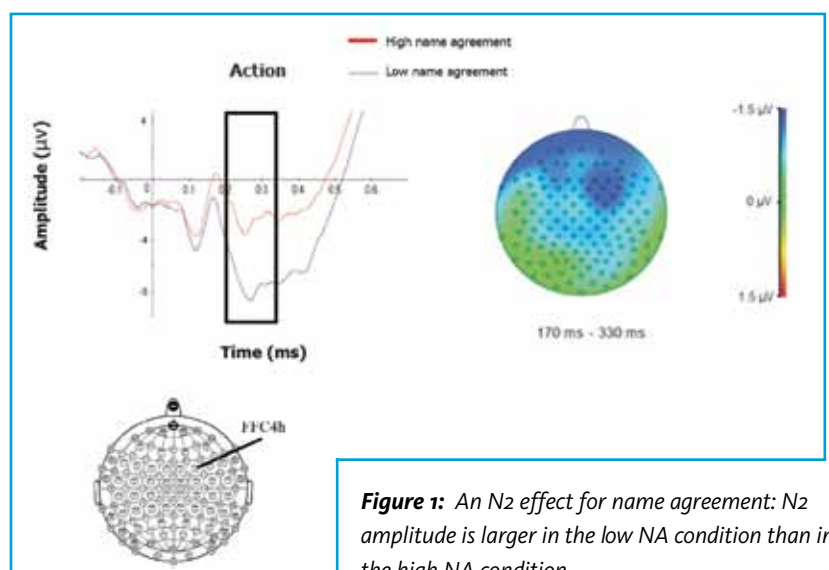 High name agreement
Action
Low name agreement
Amplitude (µV)
4
-0.1 0 0.1 0.2 0.3 0.4 0.5 0.6
-4
-8
Time (ms)
-1.5 µV
0 µV
1.5 µV
170 ms - 330 ms
FFC4h
Figure 1: An N2 effect for name agreement: N2
amplitude is larger in the low NA condition than in
the high NA condition